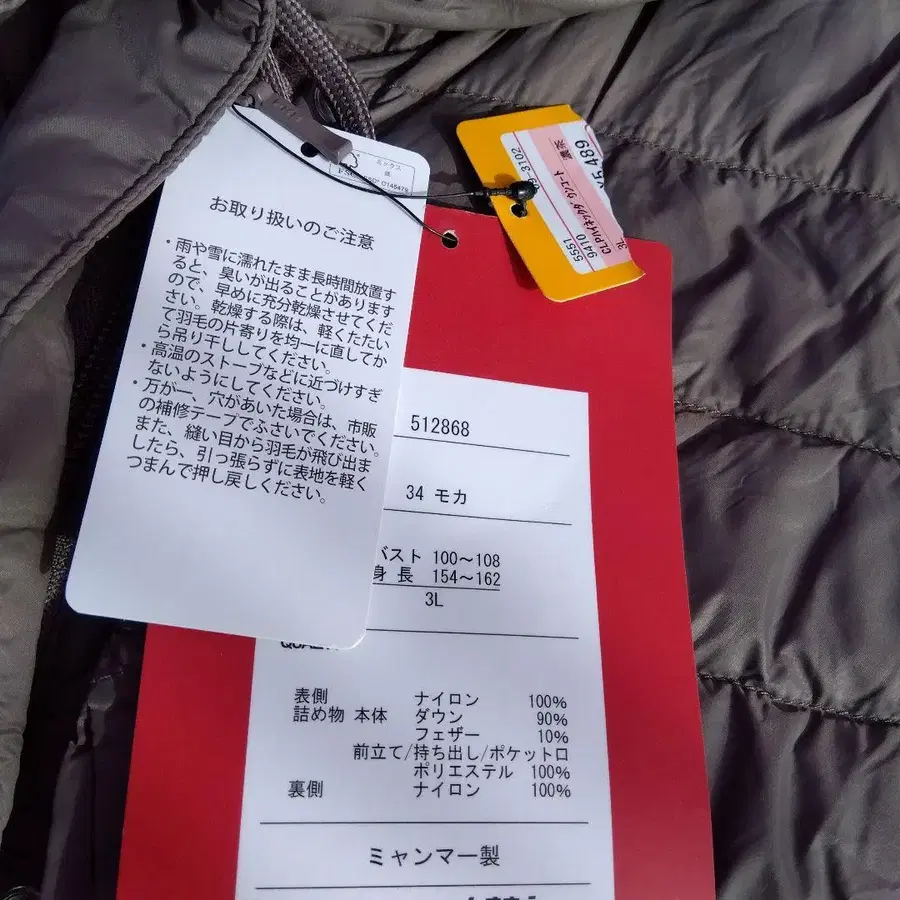 ミックス
紙
C145479
お取り扱いのご注意
・雨や雪に濡れたまま長時間放置す
ると、臭いが出ることがあります
ので、早めに充分乾燥させてくだ
さい。乾燥する際は、軽くたたい
て羽毛の片寄りを均一に直してか
ら吊り干ししてください。
・高温のストーブなどに近づけすぎ
ないようにしてください。
・万が一、穴があいた場合は、市販
の補修テープでふさいでください。
また、縫い目から羽毛が飛び出ま
したら、引っ張らずに表地を軽く
つまんで押し戻しください。
3102
5551
9410
濃茶
3L
5489
512868
34 モカ
バスト 100～108
身 長 154～162
3L
表側 ナイロン 100%
詰め物 本体 ダウン 90%
フェザー 10%
前立て/持ち出し/ポケット口
ポリエステル 100%
裏側 ナイロン 100%
ミャンマー製